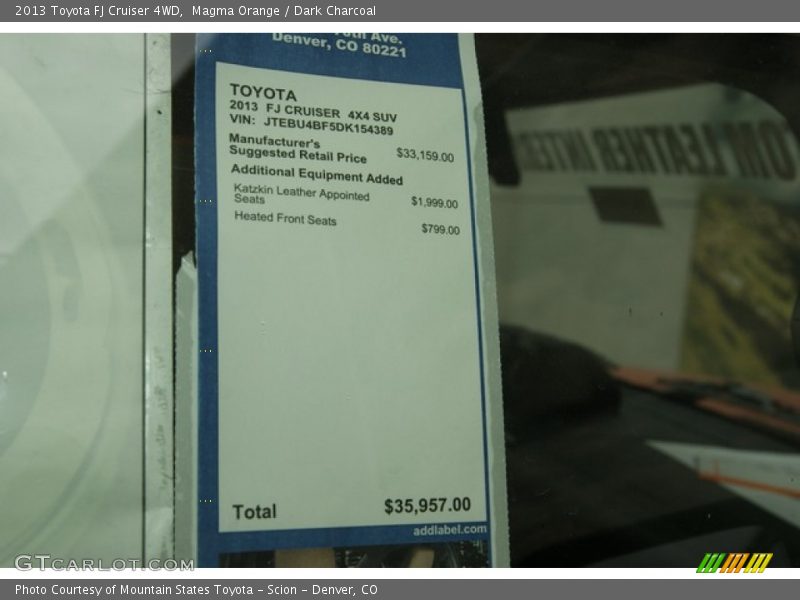 2013 Toyota FJ Cruiser 4WD, Magma Orange / Dark Charcoal
Ave.
Denver, CO 80221
TOYOTA
2013 FJ CRUISER 4X4 SUV
VIN: JTEBU4BF5DK154389
Manufacturer's
Suggested Retail Price $33,159.00
Additional Equipment Added
Katzkin Leather Appointed
Seats $1,999.00
Heated Front Seats $799.00
Total $35,957.00
addlabel.com
GTcarlot.com
Photo Courtesy of Mountain States Toyota - Scion - Denver, CO